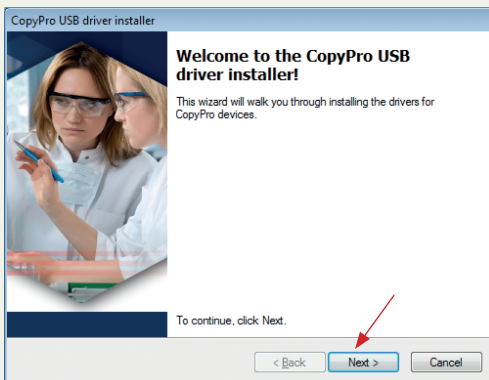 CopyPro USB driver installer
Welcome to the CopyPro USB
driver installer!
This wizard will walk you through installing the drivers for
CopyPro devices.
To continue, click Next.
< Back
Next >
Cancel